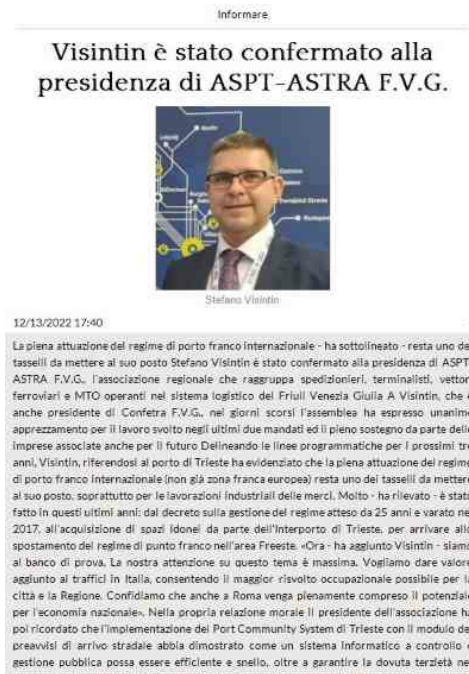 Informare
Visintin è stato confermato alla
presidenza di ASPT-ASTRA F.V.G.
Stefano Visintin
12/13/2022 17:40
La piena attuazione del regime di porto franco internazionale - ha sottolineato - resta uno dei
tasselli da mettere al suo posto Stefano Visintin è stato confermato alla presidenza di ASPT-
ASTRA F.V.G., l'associazione regionale che raggruppa spedizionieri, terminalisti, vettori
ferroviari e MTO operanti nel sistema logistico del Friuli Venezia Giulia A Visintin, che è
anche presidente di Confetra F.V.G., nei giorni scorsi l'assemblea ha espresso unanime
apprezzamento per il lavoro svolto negli ultimi due mandati ed il pieno sostegno da parte delle
imprese associate anche per il futuro Delineando le linee programmatiche per i prossimi tre
anni, Visintin, riferendosi al porto di Trieste ha evidenziato che la piena attuazione del regime
di porto franco internazionale (non già zona franca europea) resta uno dei tasselli da mettere
al suo posto, soprattutto per le lavorazioni industriali delle merci. Molto - ha rilevato - è stato
fatto in questi ultimi anni: dal decreto sulla gestione del regime atteso da 25 anni e varato nel
2017, all'acquisizione di spazi idonei da parte dell'Interporto di Trieste, per arrivare allo
spostamento del regime di punto franco nell'area Freeste. «Ora - ha aggiunto Visintin - siamo
al banco di prova. La nostra attenzione su questo tema è massima. Vogliamo dare valore
aggiunto ai traffici in Italia, consentendo il maggior risvolto occupazionale possibile per la
città e la Regione. Confidiamo che anche a Roma venga pienamente compreso il potenziale
per l'economia nazionale». Nella propria relazione morale il presidente dell'associazione ha
poi ricordato che l'implementazione del Port Community System di Trieste con il modulo dei
preavvisi di arrivo stradale abbia dimostrato come un sistema informatico a controllo e
gestione pubblica possa essere efficiente e snello, oltre a garantire la dovuta terzietà nel